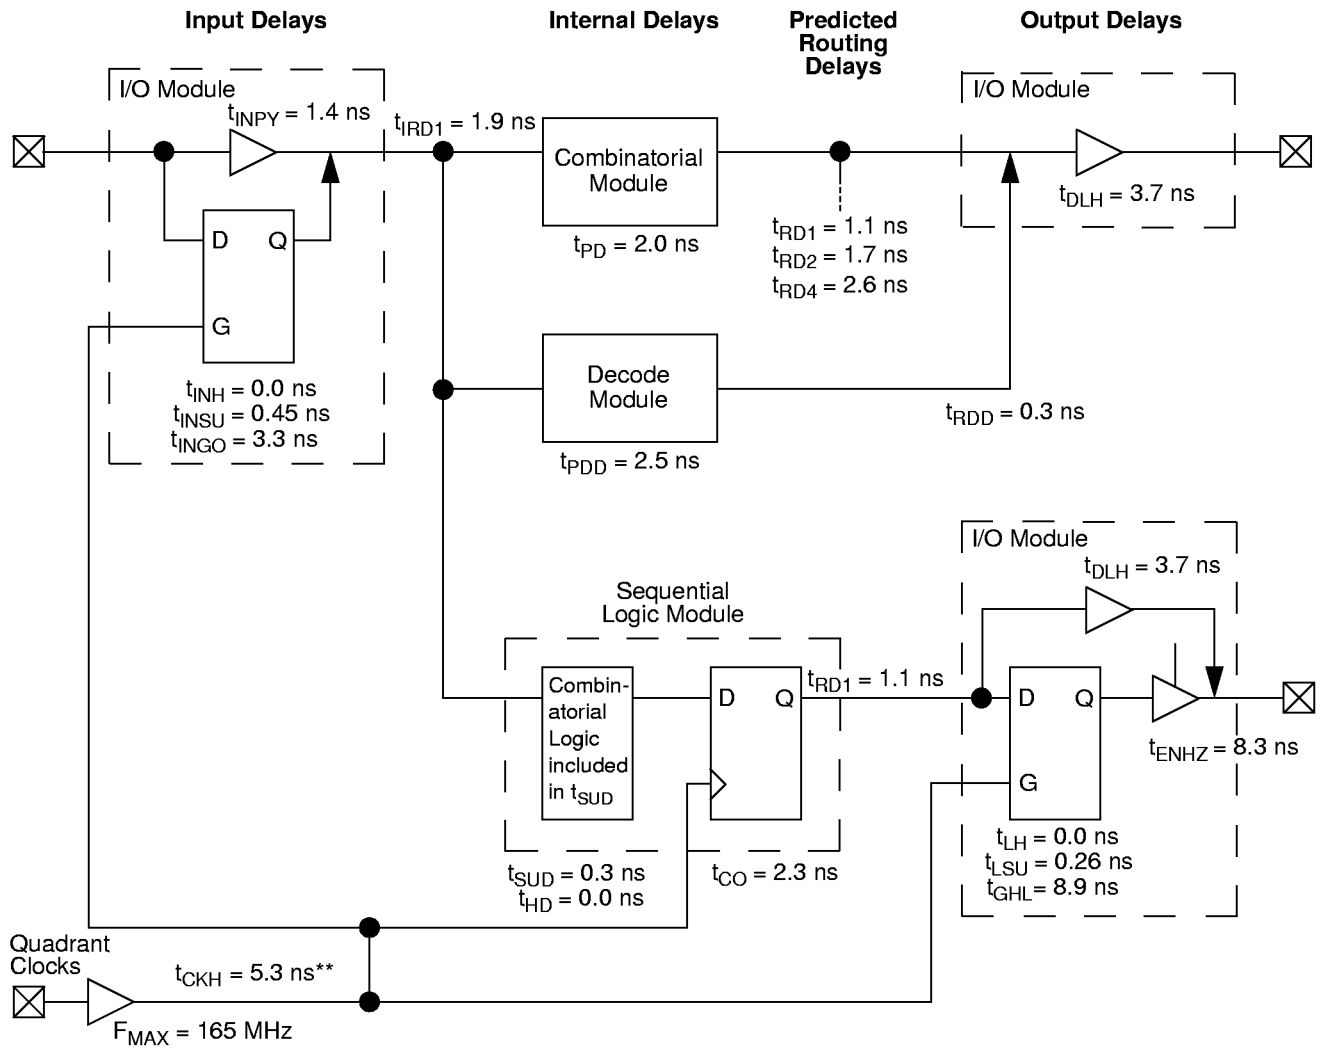 Input Delays
Internal Delays
Predicted
Routing
Delays
Output Delays
I/O Module
tINPY = 1.4 ns
D Q
G
tINH = 0.0 ns
tINSU = 0.45 ns
tINGO = 3.3 ns
tIRD1 = 1.9 ns
Combinatorial
Module
tPD = 2.0 ns
tRD1 = 1.1 ns
tRD2 = 1.7 ns
tRD4 = 2.6 ns
I/O Module
tDLH = 3.7 ns
Decode
Module
tPDD = 2.5 ns
tRDD = 0.3 ns
Sequential
Logic Module
Combin-
atorial
Logic
included
in tSUD
D Q
tSUD = 0.3 ns
tHD = 0.0 ns
tCO = 2.3 ns
tRD1 = 1.1 ns
I/O Module
tDLH = 3.7 ns
D Q
G
tENHZ = 8.3 ns
tLH = 0.0 ns
tLSU = 0.26 ns
tGHL= 8.9 ns
Quadrant
Clocks
tCKH = 5.3 ns**
FMAX = 165 MHz